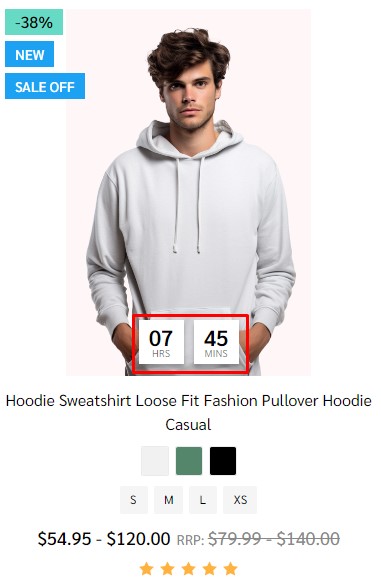 -38%
NEW
SALE OFF
07 45
HRS MINS
Hoodie Sweatshirt Loose Fit Fashion Pullover Hoodie
Casual
S M L XS
$54.95 - $120.00 RRP: $79.99 - $140.00